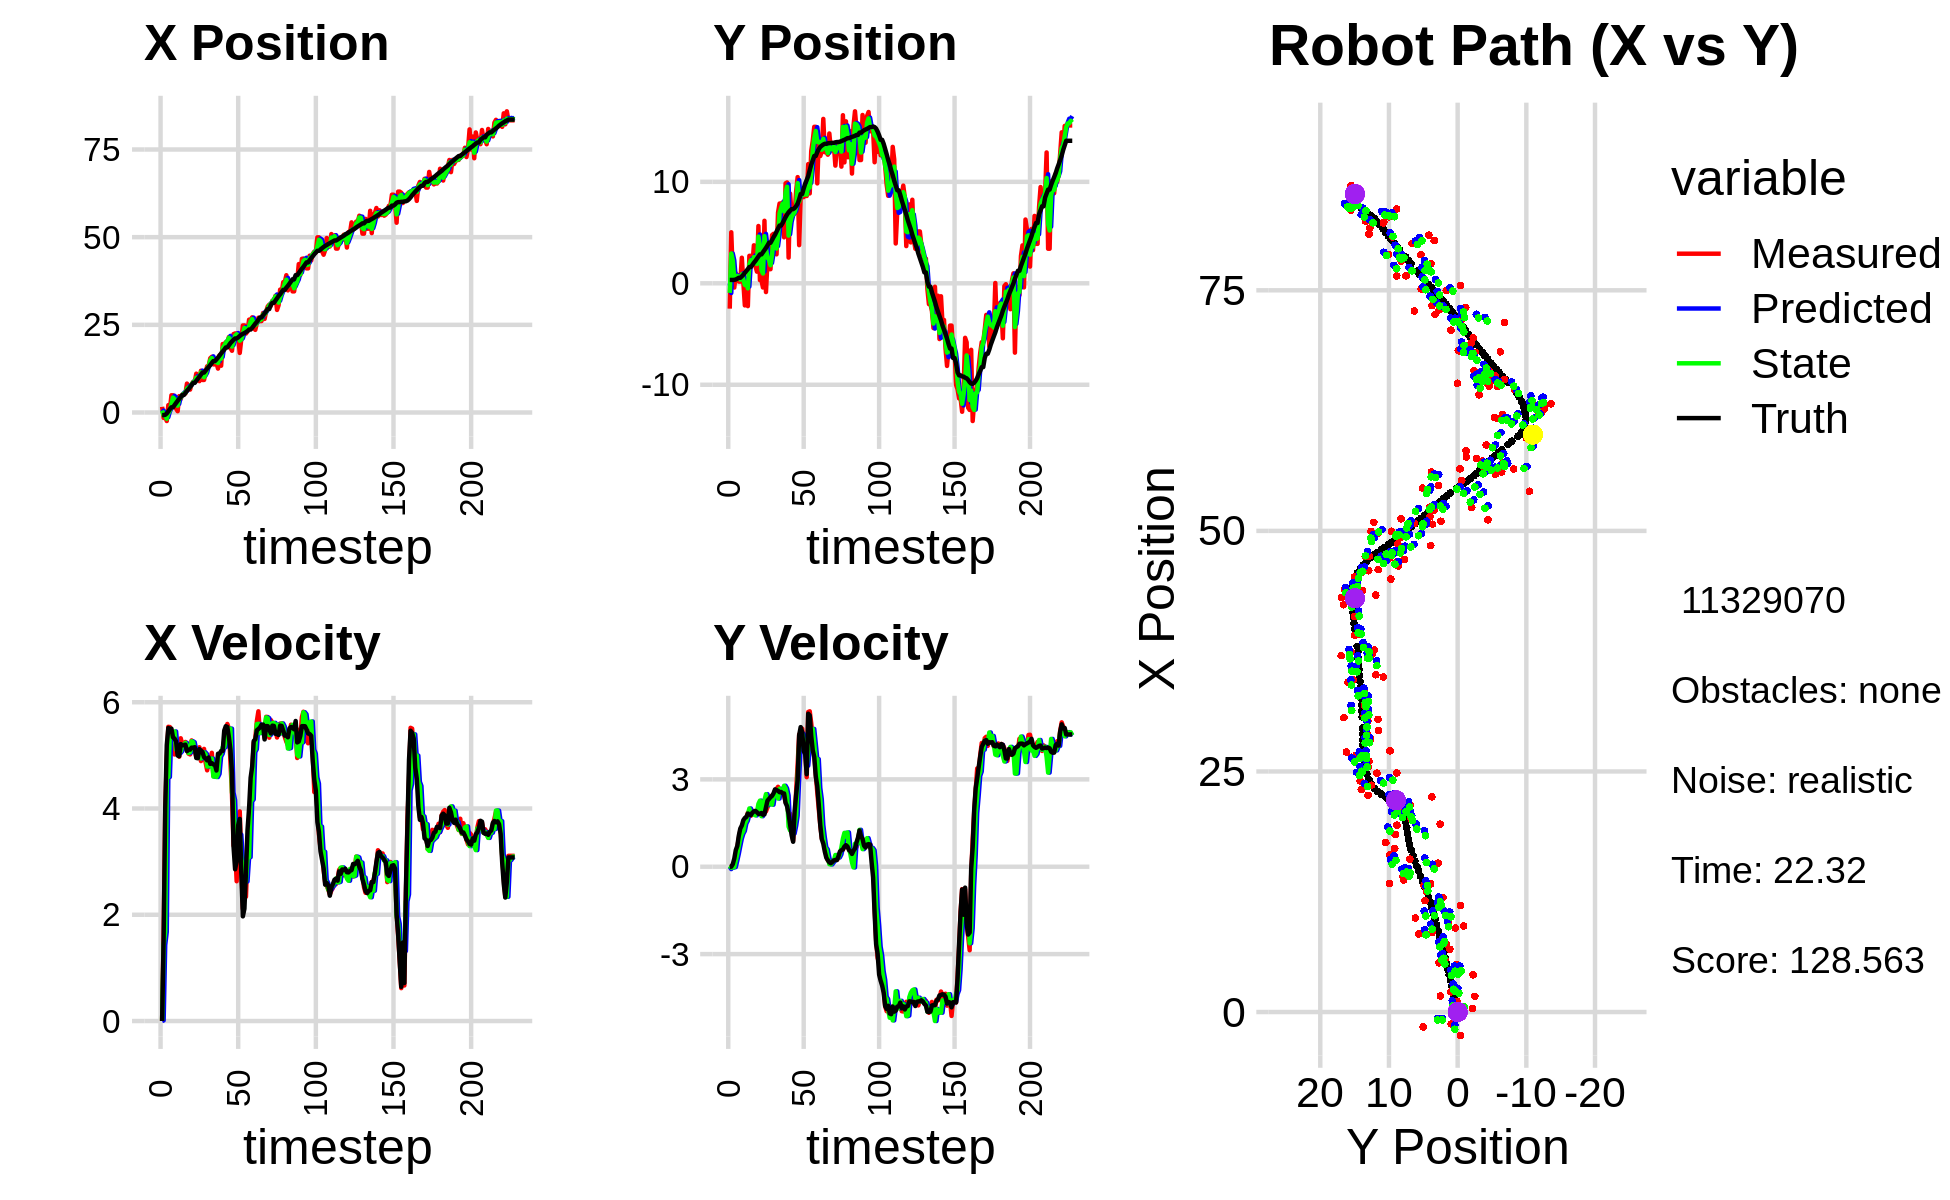 X Position
75
50
25
0
0
50
100
150
200
timestep
Y Position
10
0
-10
0
50
100
150
200
timestep
X Velocity
6
4
2
0
0
50
100
150
200
timestep
Y Velocity
3
0
-3
0
50
100
150
200
timestep
Robot Path (X vs Y)
X Position
75
50
25
0
20 10 0 -10 -20
Y Position
variable
Measured
Predicted
State
Truth
11329070
Obstacles: none
Noise: realistic
Time: 22.32
Score: 128.563